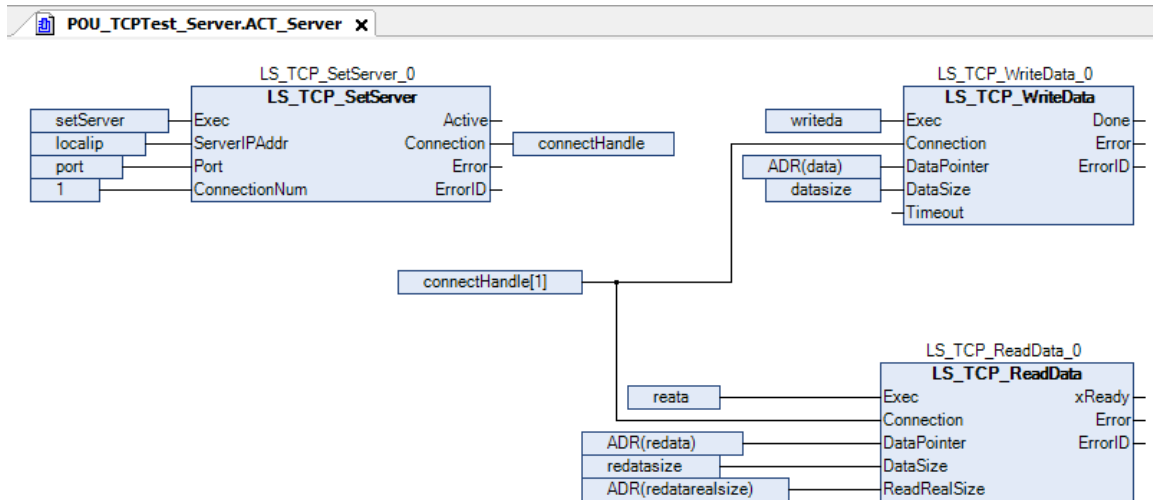 POU_TCPTest_Server.ACT_Server
LS_TCP_SetServer_0
LS_TCP_SetServer
setServer Exec Active
localip ServerIPAddr Connection connectHandle
port Port Error
1 ConnectionNum ErrorID
LS_TCP_WriteData_0
LS_TCP_WriteData
writeda Exec Done
Connection Error
ADR(data) DataPointer ErrorID
datasize DataSize
Timeout
connectHandle[1]
LS_TCP_ReadData_0
LS_TCP_ReadData
reata Exec xReady
Connection Error
ADR(redata) DataPointer ErrorID
redatasize DataSize
ADR(redatarealsize) ReadRealSize